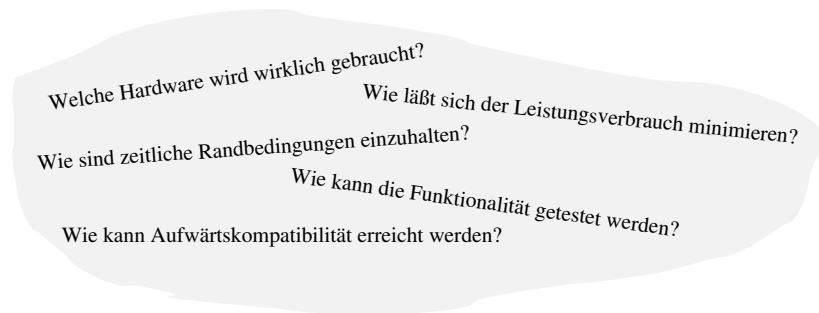 Welche Hardware wird wirklich gebraucht?
Wie läßt sich der Leistungsverbrauch minimieren?
Wie sind zeitliche Randbedingungen einzuhalten?
Wie kann die Funktionalität getestet werden?
Wie kann Aufwärtskompatibilität erreicht werden?